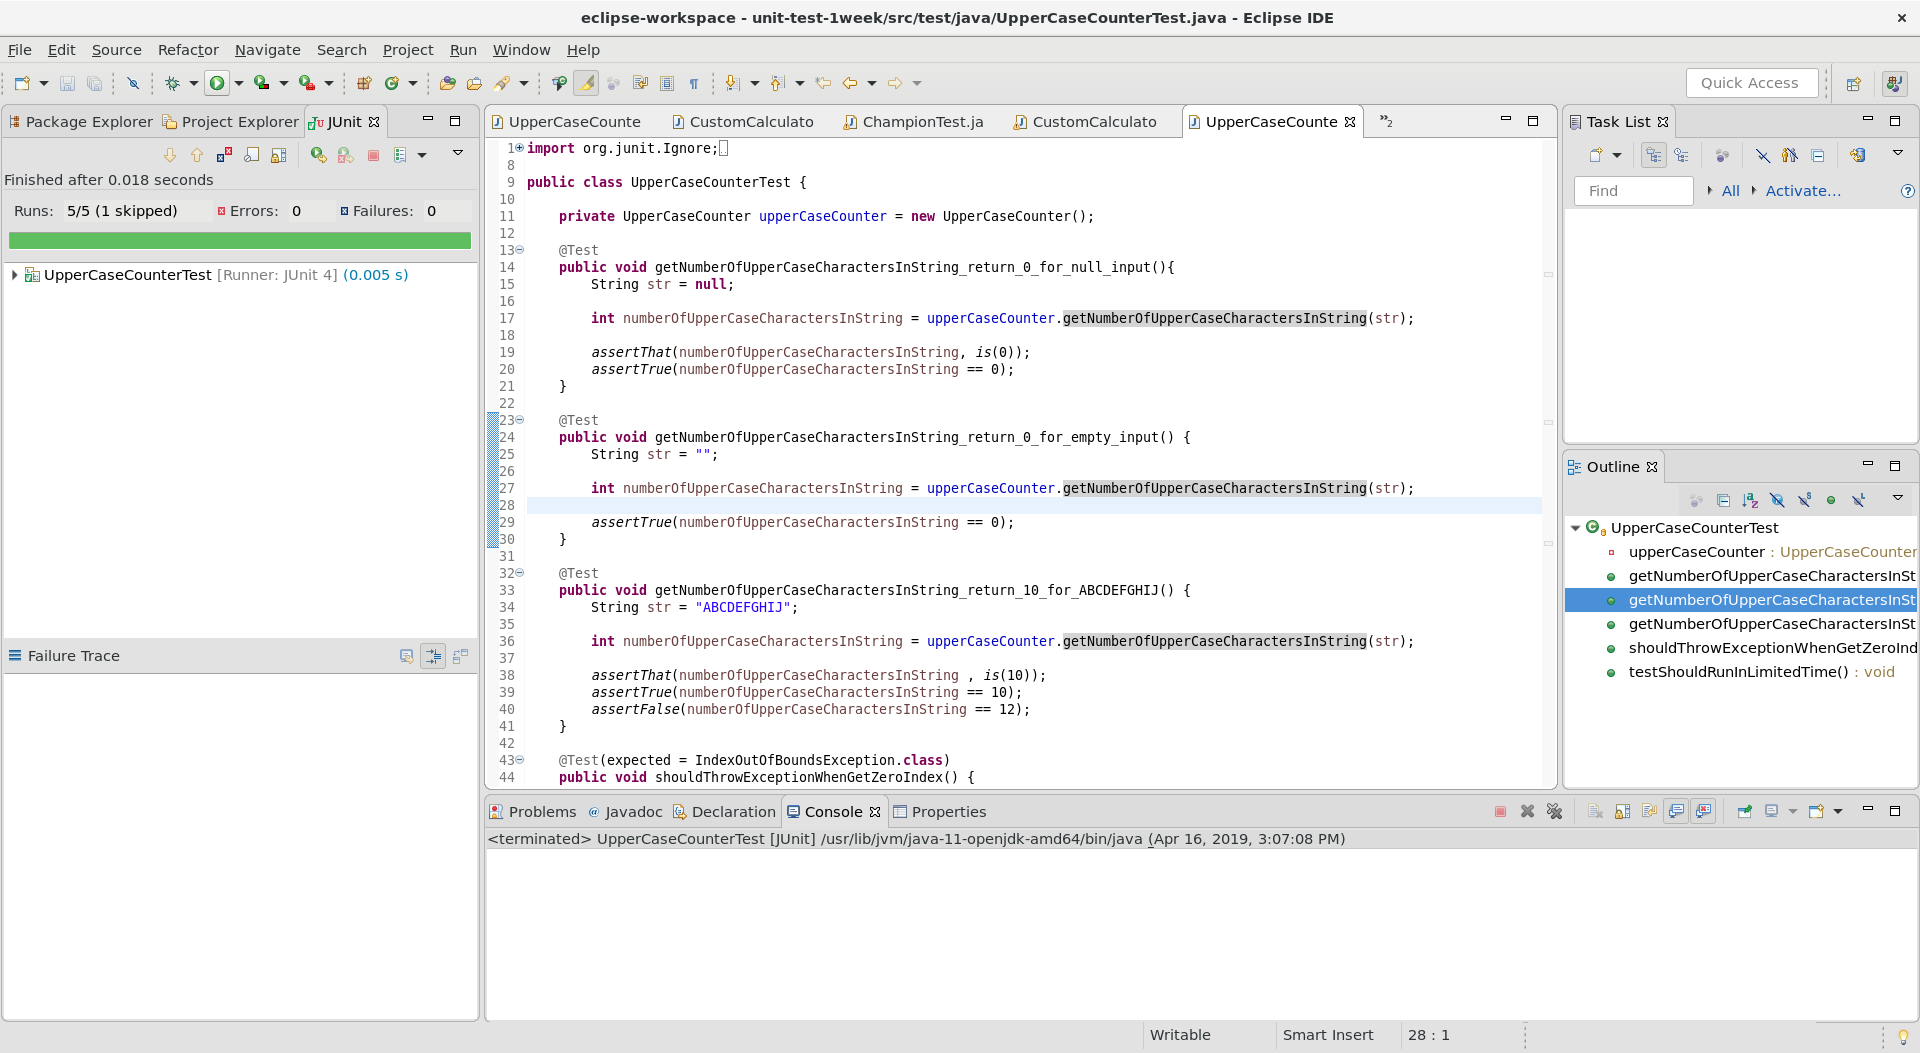 eclipse-workspace - unit-test-1week/src/test/java/UpperCaseCounterTest.java - Eclipse IDE
File Edit Source Refactor Navigate Search Project Run Window Help
Quick Access
Package Explorer Project Explorer JUnit
Finished after 0.018 seconds
Runs: 5/5 (1 skipped) Errors: 0 Failures: 0
UpperCaseCounterTest [Runner: JUnit 4] (0.005 s)
Failure Trace
UpperCaseCounte CustomCalculato ChampionTest.ja CustomCalculato UpperCaseCounte »2
1 import org.junit.Ignore;
8
9 public class UpperCaseCounterTest {
10
11 private UpperCaseCounter upperCaseCounter = new UpperCaseCounter();
12
13 @Test
14 public void getNumberOfUpperCaseCharactersInString_return_0_for_null_input(){
15 String str = null;
16
17 int numberOfUpperCaseCharactersInString = upperCaseCounter.getNumberOfUpperCaseCharactersInString(str);
18
19 assertThat(numberOfUpperCaseCharactersInString, is(0));
20 assertTrue(numberOfUpperCaseCharactersInString == 0);
21 }
22
23 @Test
24 public void getNumberOfUpperCaseCharactersInString_return_0_for_empty_input() {
25 String str = "";
26
27 int numberOfUpperCaseCharactersInString = upperCaseCounter.getNumberOfUpperCaseCharactersInString(str);
28
29 assertTrue(numberOfUpperCaseCharactersInString == 0);
30 }
31
32 @Test
33 public void getNumberOfUpperCaseCharactersInString_return_10_for_ABCDEFGHIJ() {
34 String str = "ABCDEFGHIJ";
35
36 int numberOfUpperCaseCharactersInString = upperCaseCounter.getNumberOfUpperCaseCharactersInString(str);
37
38 assertThat(numberOfUpperCaseCharactersInString , is(10));
39 assertTrue(numberOfUpperCaseCharactersInString == 10);
40 assertFalse(numberOfUpperCaseCharactersInString == 12);
41 }
42
43 @Test(expected = IndexOutOfBoundsException.class)
44 public void shouldThrowExceptionWhenGetZeroIndex() {
Task List
Find All Activate...
Outline
UpperCaseCounterTest
upperCaseCounter : UpperCaseCounter
getNumberOfUpperCaseCharactersInSt
getNumberOfUpperCaseCharactersInSt
getNumberOfUpperCaseCharactersInSt
shouldThrowExceptionWhenGetZeroInd
testShouldRunInLimitedTime() : void
Problems Javadoc Declaration Console Properties
<terminated> UpperCaseCounterTest [JUnit] /usr/lib/jvm/java-11-openjdk-amd64/bin/java (Apr 16, 2019, 3:07:08 PM)
Writable Smart Insert 28 : 1